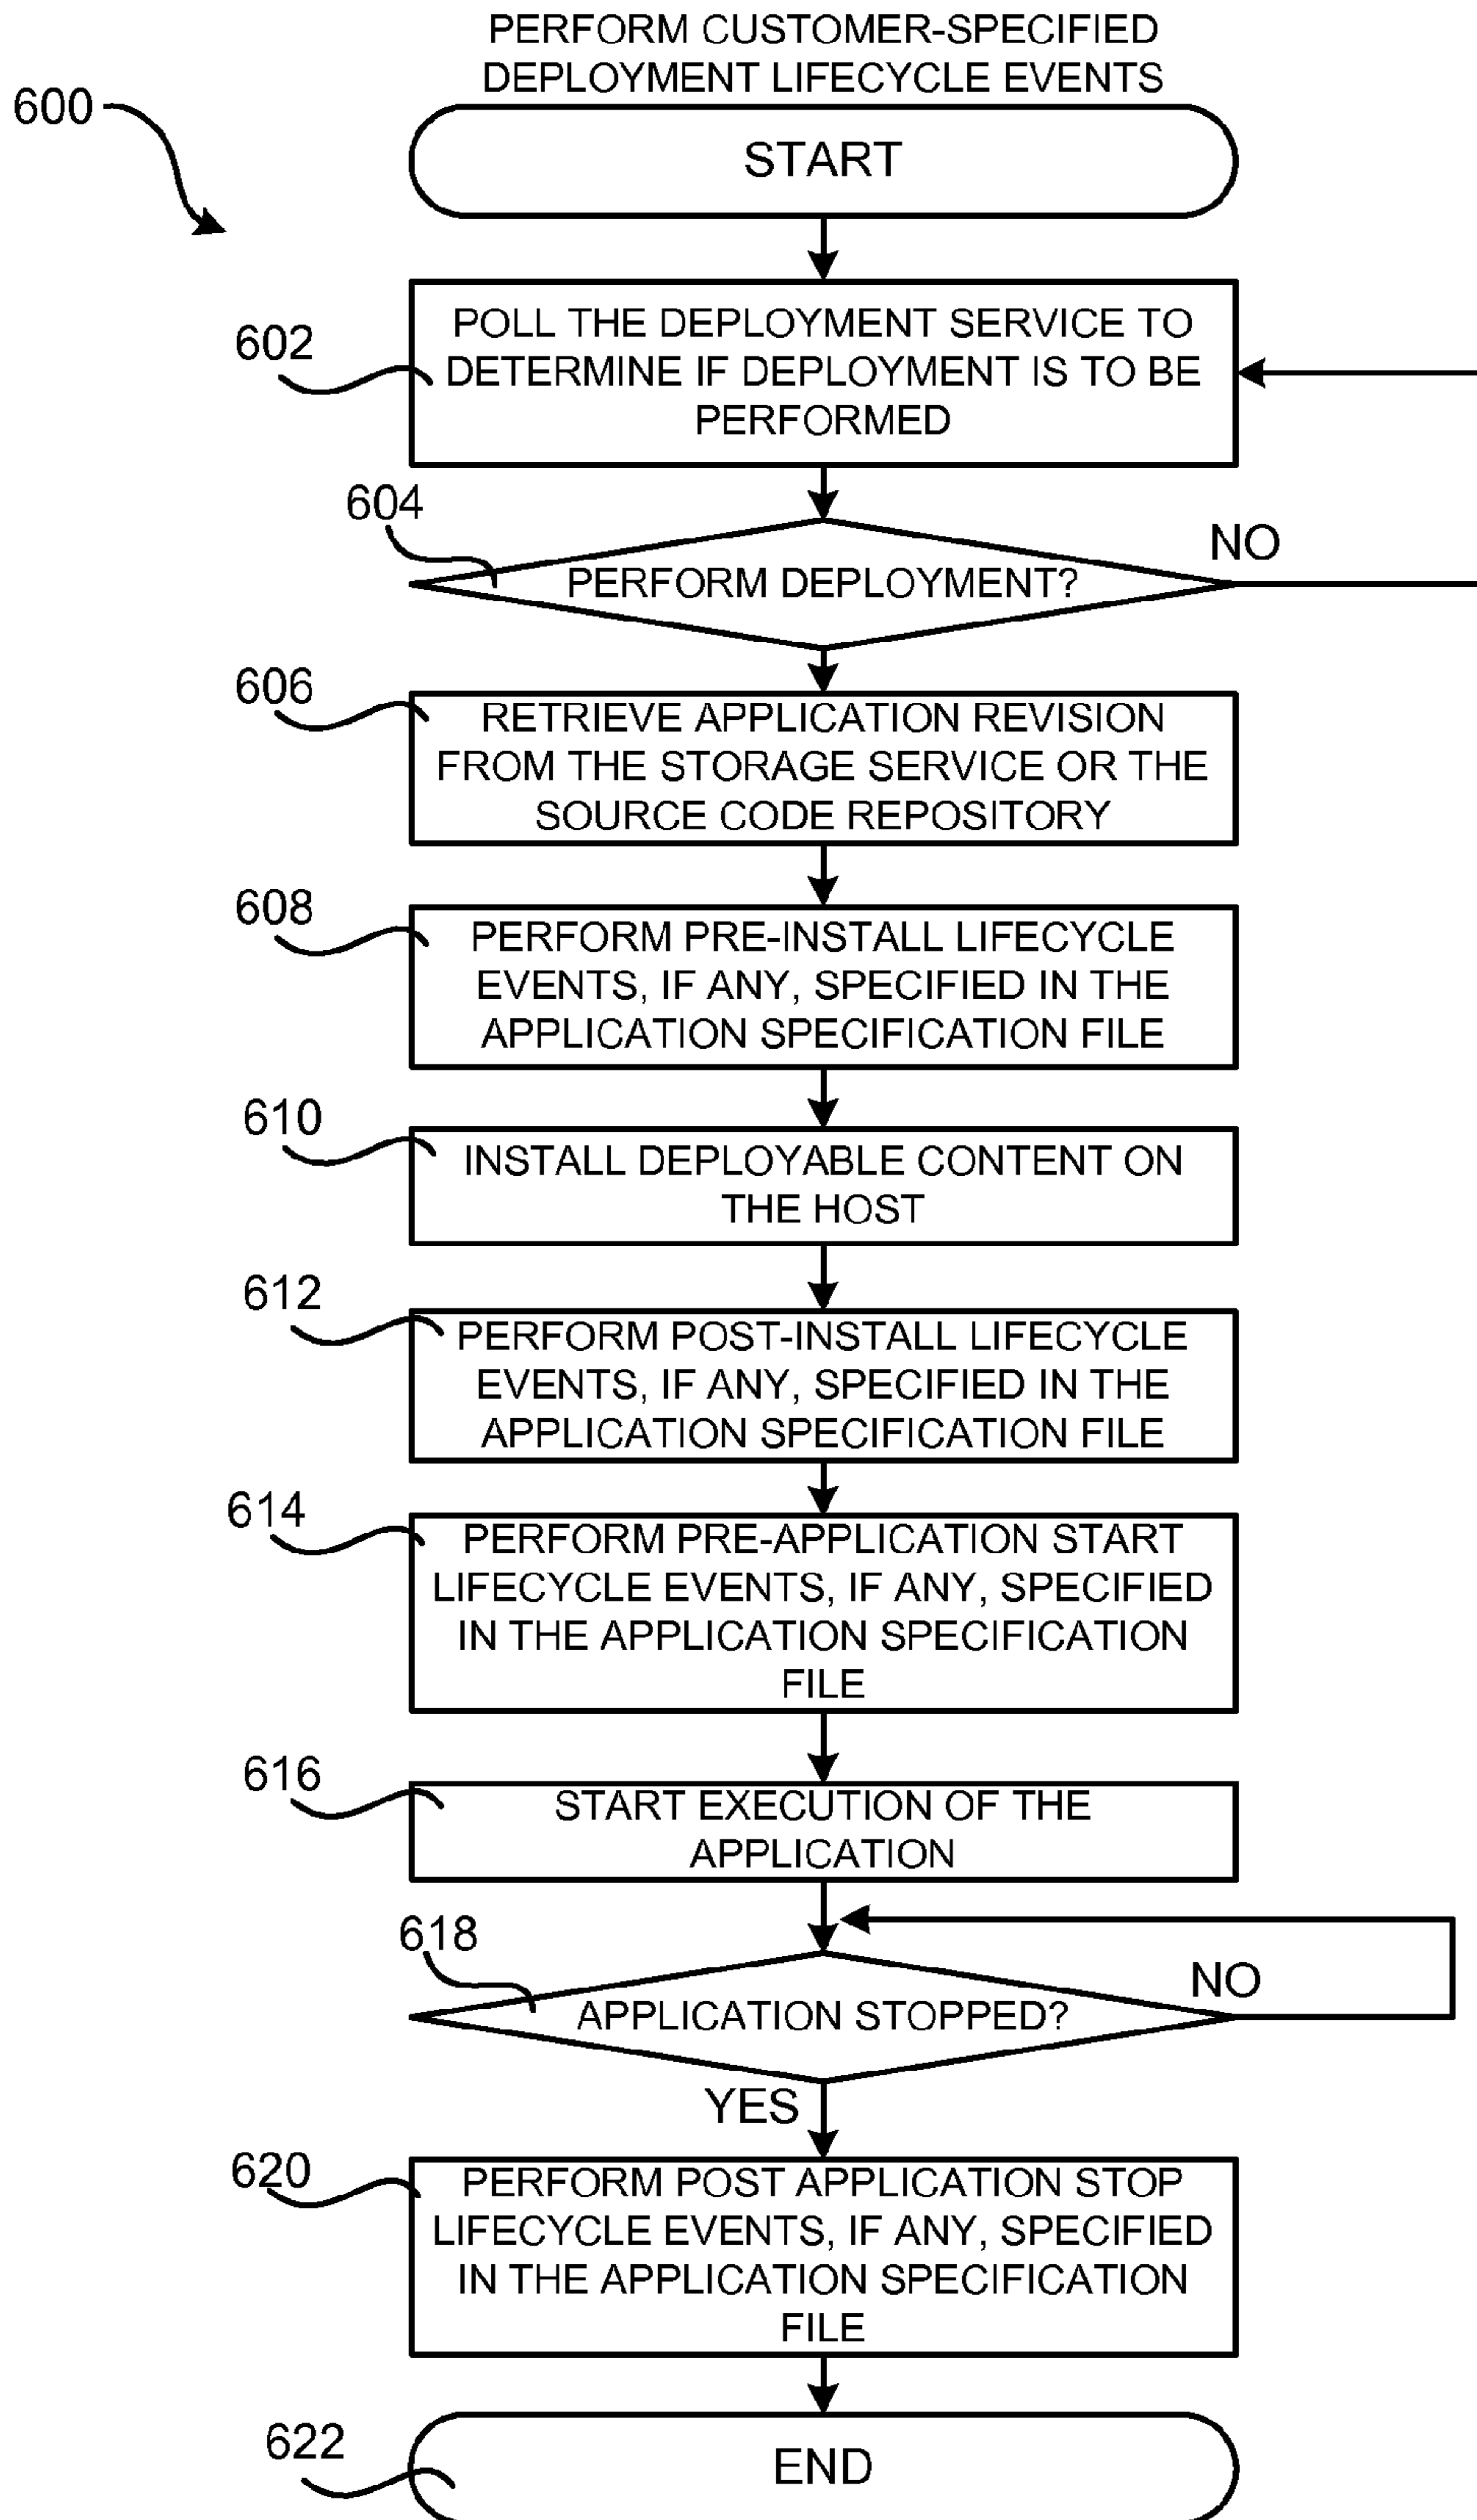 PERFORM CUSTOMER-SPECIFIED
DEPLOYMENT LIFECYCLE EVENTS
600
START
602
POLL THE DEPLOYMENT SERVICE TO
DETERMINE IF DEPLOYMENT IS TO BE
PERFORMED
604
NO
PERFORM DEPLOYMENT?
606
RETRIEVE APPLICATION REVISION
FROM THE STORAGE SERVICE OR THE
SOURCE CODE REPOSITORY
608
PERFORM PRE-INSTALL LIFECYCLE
EVENTS, IF ANY, SPECIFIED IN THE
APPLICATION SPECIFICATION FILE
610
INSTALL DEPLOYABLE CONTENT ON
THE HOST
612
PERFORM POST-INSTALL LIFECYCLE
EVENTS, IF ANY, SPECIFIED IN THE
APPLICATION SPECIFICATION FILE
614
PERFORM PRE-APPLICATION START
LIFECYCLE EVENTS, IF ANY, SPECIFIED
IN THE APPLICATION SPECIFICATION
FILE
616
START EXECUTION OF THE
APPLICATION
618
NO
APPLICATION STOPPED?
YES
620
PERFORM POST APPLICATION STOP
LIFECYCLE EVENTS, IF ANY, SPECIFIED
IN THE APPLICATION SPECIFICATION
FILE
622
END